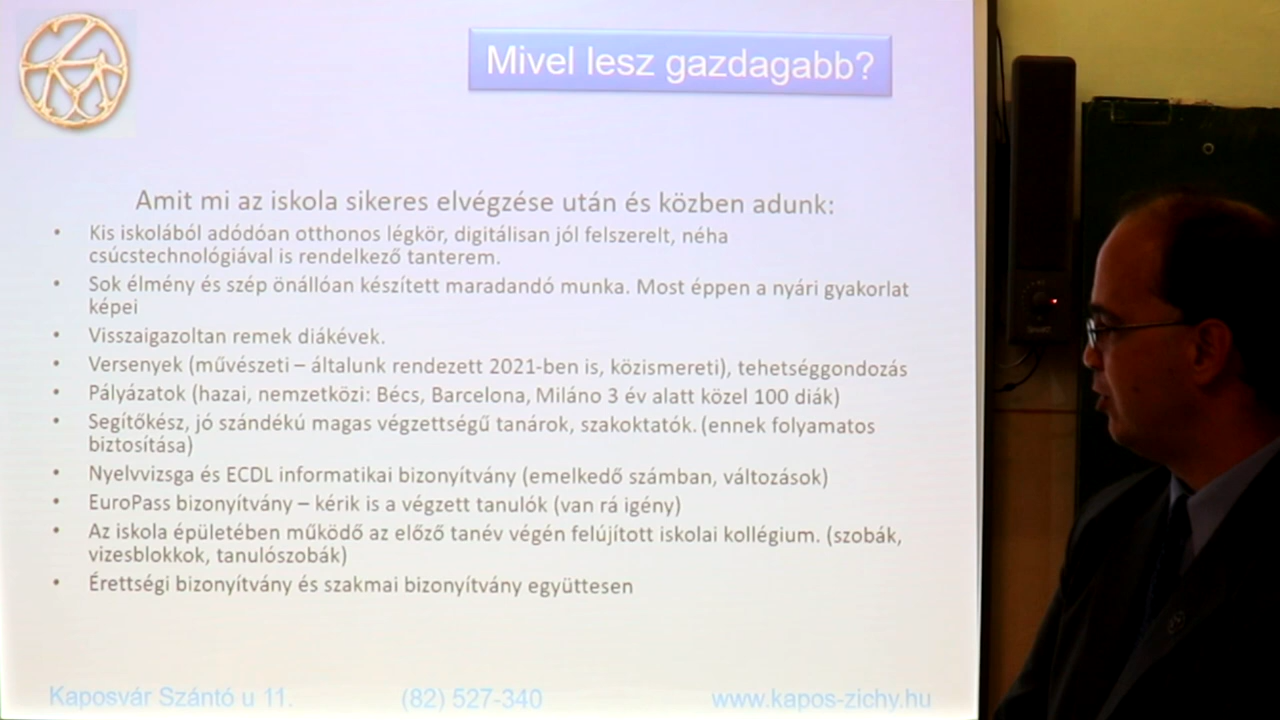 Mivel lesz gazdagabb?
Amit mi az iskola sikeres elvégzése után és közben adunk:
• Kis iskolából adódóan otthonos légkör, digitálisan jól felszerelt, néha
csúcstechnológiával is rendelkező tanterem.
• Sok élmény és szép önállóan készített maradandó munka. Most éppen a nyári gyakorlat
képei
• Visszaigazoltan remek diákévek.
• Versenyek (művészeti – általunk rendezett 2021-ben is, közismereti), tehetséggondozás
• Pályázatok (hazai, nemzetközi: Bécs, Barcelona, Miláno 3 év alatt közel 100 diák)
• Segítőkész, jó szándékú magas végzettségű tanárok, szakoktatók. (ennek folyamatos
biztosítása)
• Nyelvvizsga és ECDL informatikai bizonyítvány (emelkedő számban, változások)
• EuroPass bizonyítvány – kérik is a végzett tanulók (van rá igény)
• Az iskola épületében működő az előző tanév végén felújított iskolai kollégium. (szobák,
vizesblokkok, tanulószobák)
• Érettségi bizonyítvány és szakmai bizonyítvány együttesen
Kaposvár Szántó u 11. (82) 527-340 www.kapos-zichy.hu